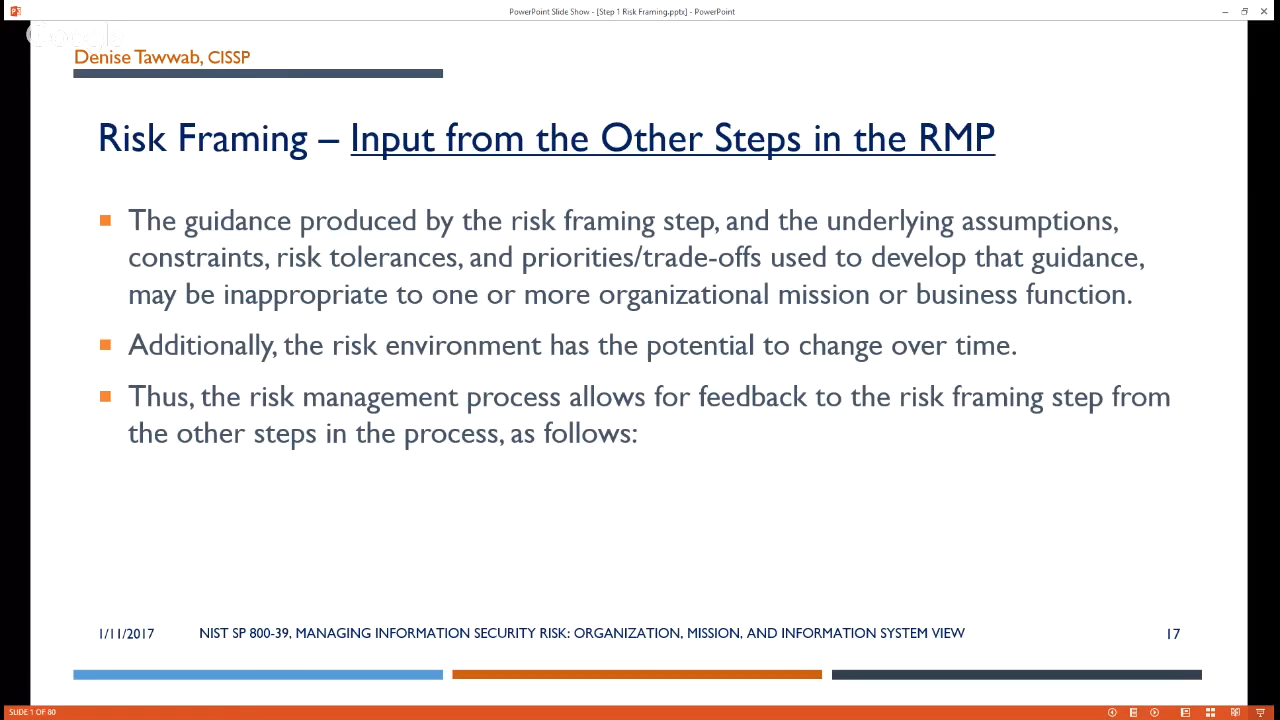 PowerPoint Slide Show - [Step 1 Risk Framing.pptx] - PowerPoint
Google
Denise Tawwab, CISSP
Risk Framing – Input from the Other Steps in the RMP
The guidance produced by the risk framing step, and the underlying assumptions,
constraints, risk tolerances, and priorities/trade-offs used to develop that guidance,
may be inappropriate to one or more organizational mission or business function.
Additionally, the risk environment has the potential to change over time.
Thus, the risk management process allows for feedback to the risk framing step from
the other steps in the process, as follows:
1/11/2017 NIST SP 800-39, MANAGING INFORMATION SECURITY RISK: ORGANIZATION, MISSION, AND INFORMATION SYSTEM VIEW 17
SLIDE 1 OF 80